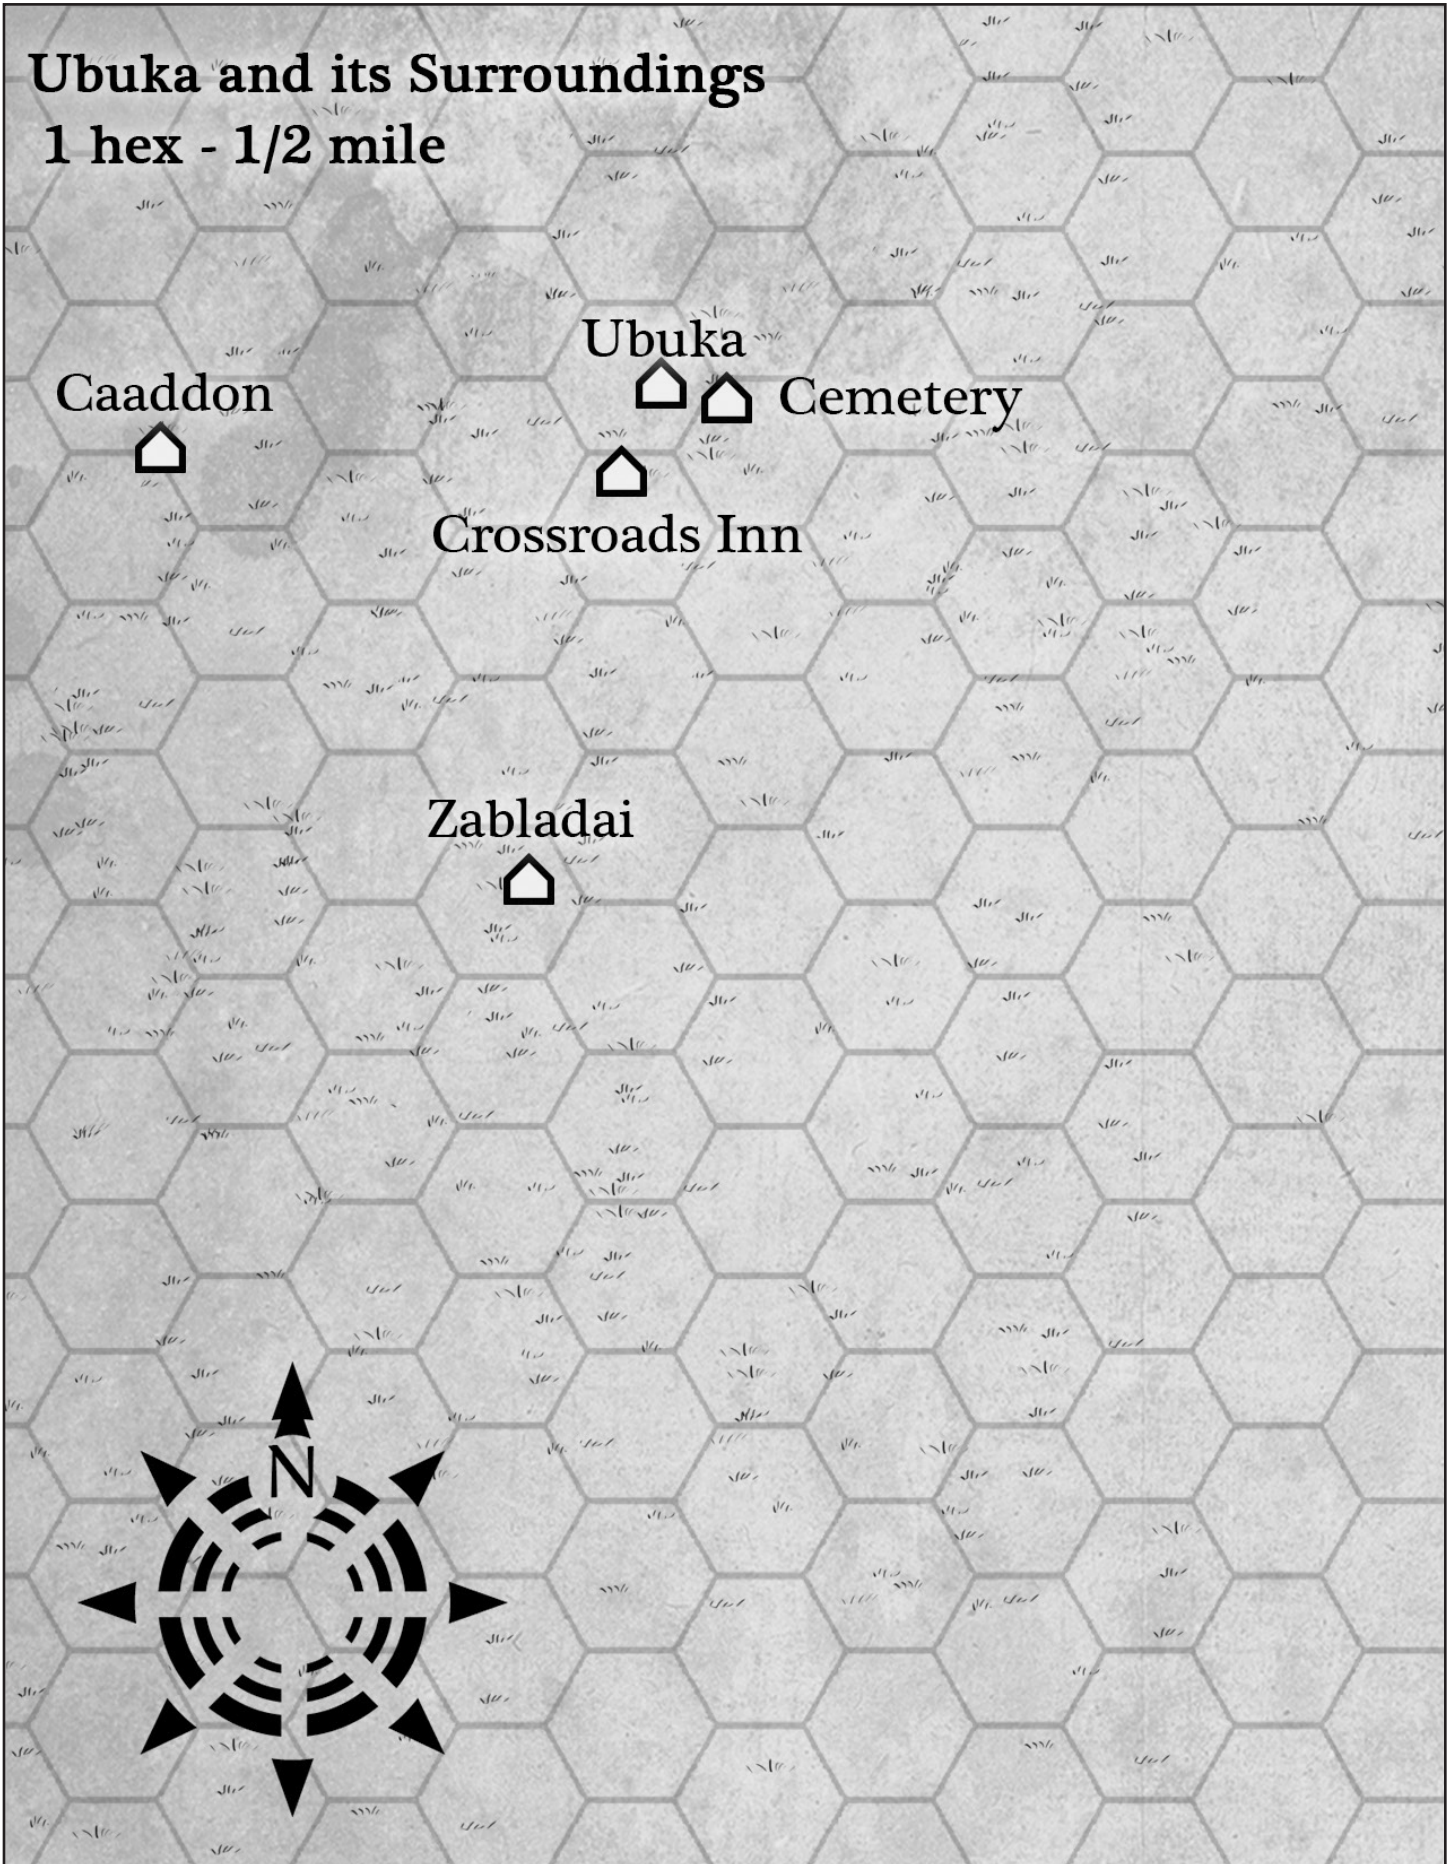 Ubuka and its Surroundings
1 hex - 1/2 mile
Ubuka
Caaddon
Cemetery
Crossroads Inn
Zabladai
N